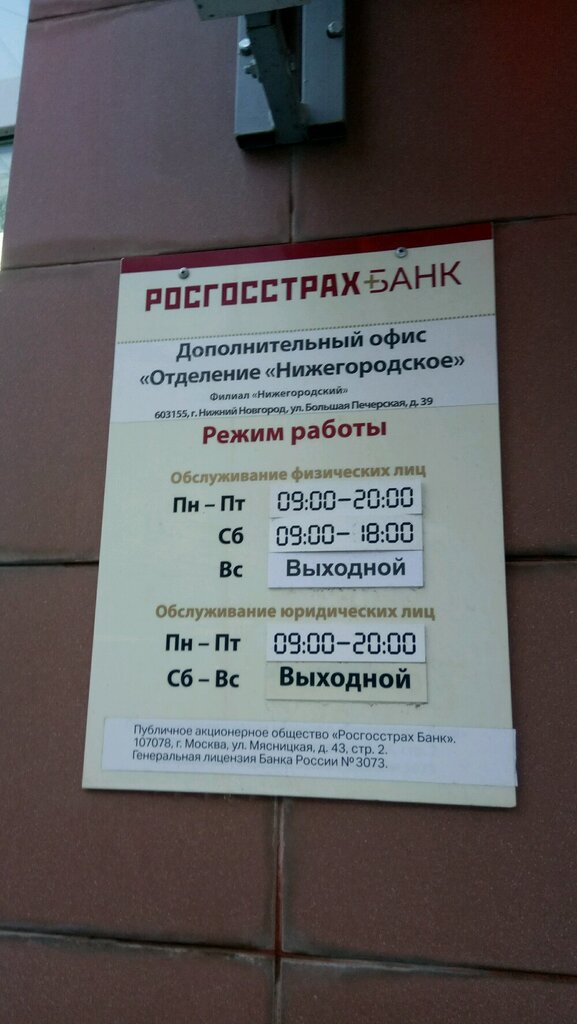 РОСГОССТРАХ БАНК
Дополнительный офис
«Отделение «Нижегородское»
Филиал «Нижегородский»
603155, г. Нижний Новгород, ул. Большая Печерская, д. 39
Режим работы
Обслуживание физических лиц
Пн – Пт 09:00–20:00
Сб 09:00–18:00
Вс Выходной
Обслуживание юридических лиц
Пн – Пт 09:00–20:00
Сб – Вс Выходной
Публичное акционерное общество «Росгосстрах Банк».
107078, г. Москва, ул. Мясницкая, д. 43, стр. 2.
Генеральная лицензия Банка России №3073.